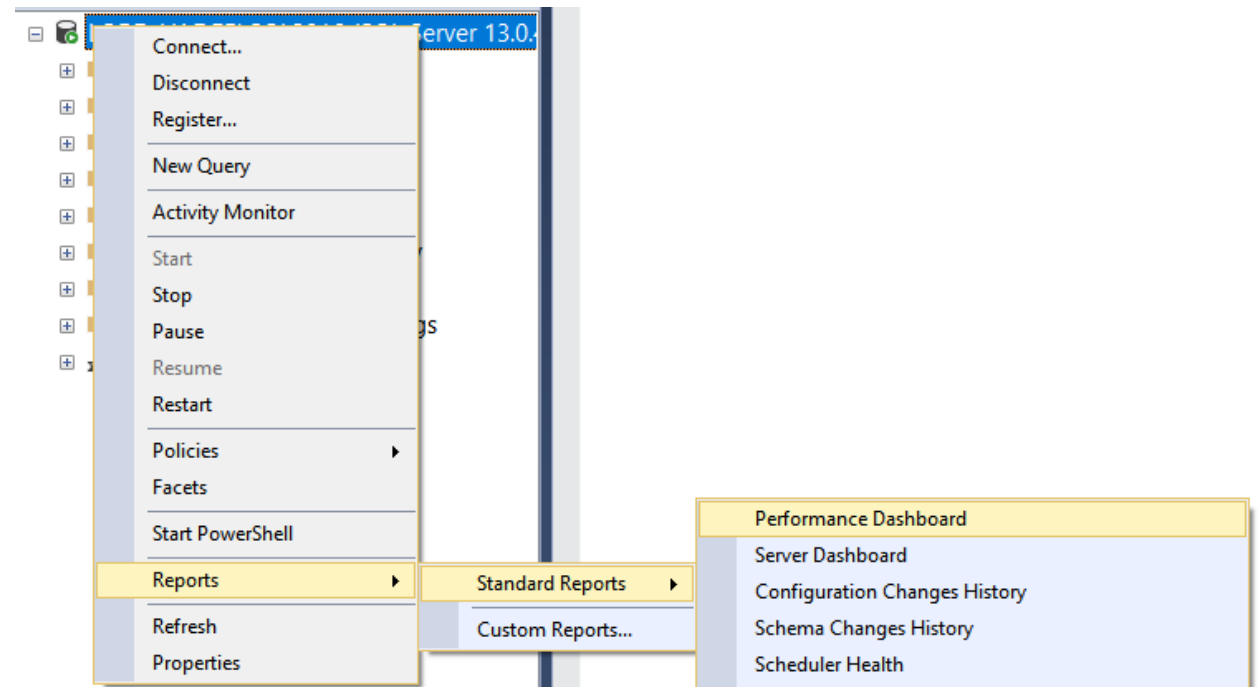 Server 13.0.4
Connect...
Disconnect
Register...
New Query
Activity Monitor
Start
Stop
Pause
Resume
Restart
Policies
Facets
Start PowerShell
Reports
Refresh
Properties
Standard Reports
Custom Reports...
Performance Dashboard
Server Dashboard
Configuration Changes History
Schema Changes History
Scheduler Health